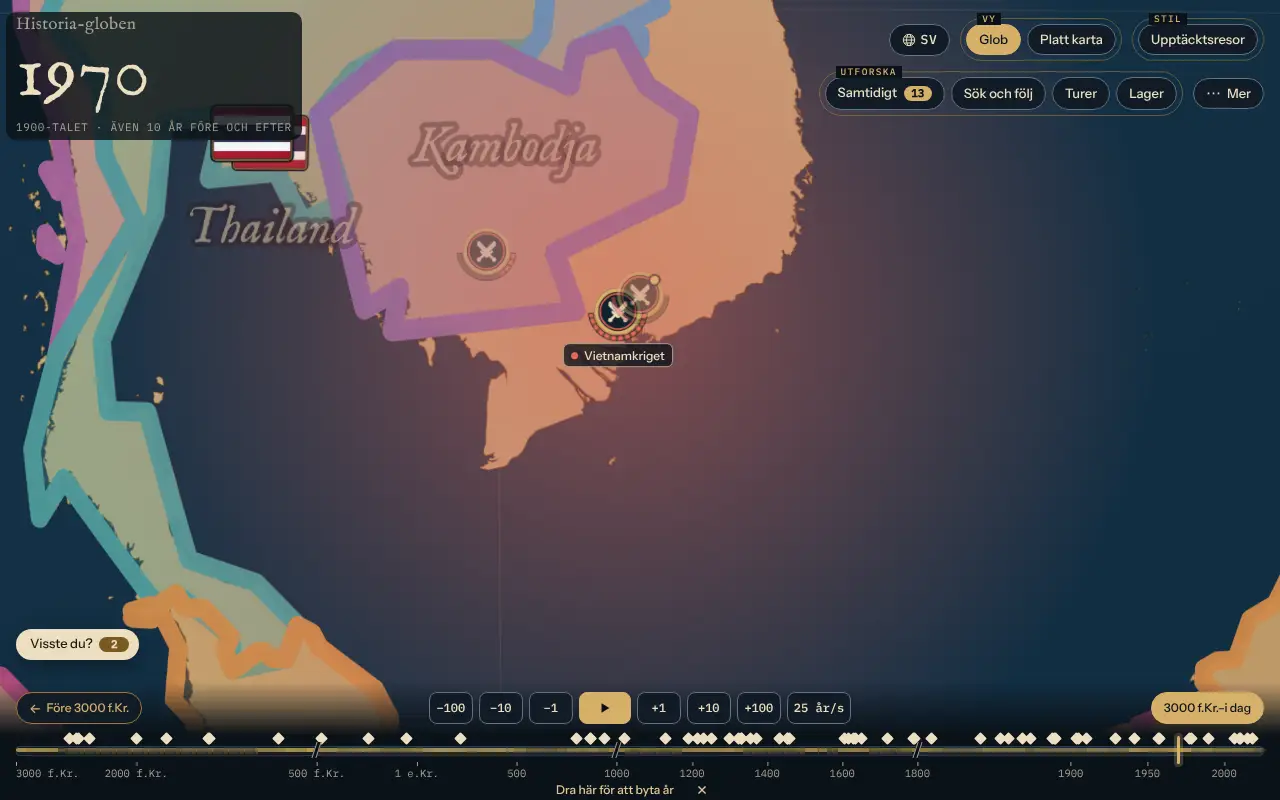 Historia-globen
1970
1900-TALET · ÄVEN 10 ÅR FÖRE OCH EFTER
SV
VY
Glob
Platt karta
STIL
Upptäcktsresor
UTFORSKA
Samtidigt 13
Sök och följ
Turer
Lager
··· Mer
Kambodja
Thailand
Vietnamkriget
Visste du? 2
← Före 3000 f.Kr.
−100
−10
−1
+1
+10
+100
25 år/s
3000 f.Kr.–i dag
3000 f.Kr.
2000 f.Kr.
500 f.Kr.
1 e.Kr.
500
1000
1200
1400
1600
1800
1900
1950
2000
Dra här för att byta år ✕